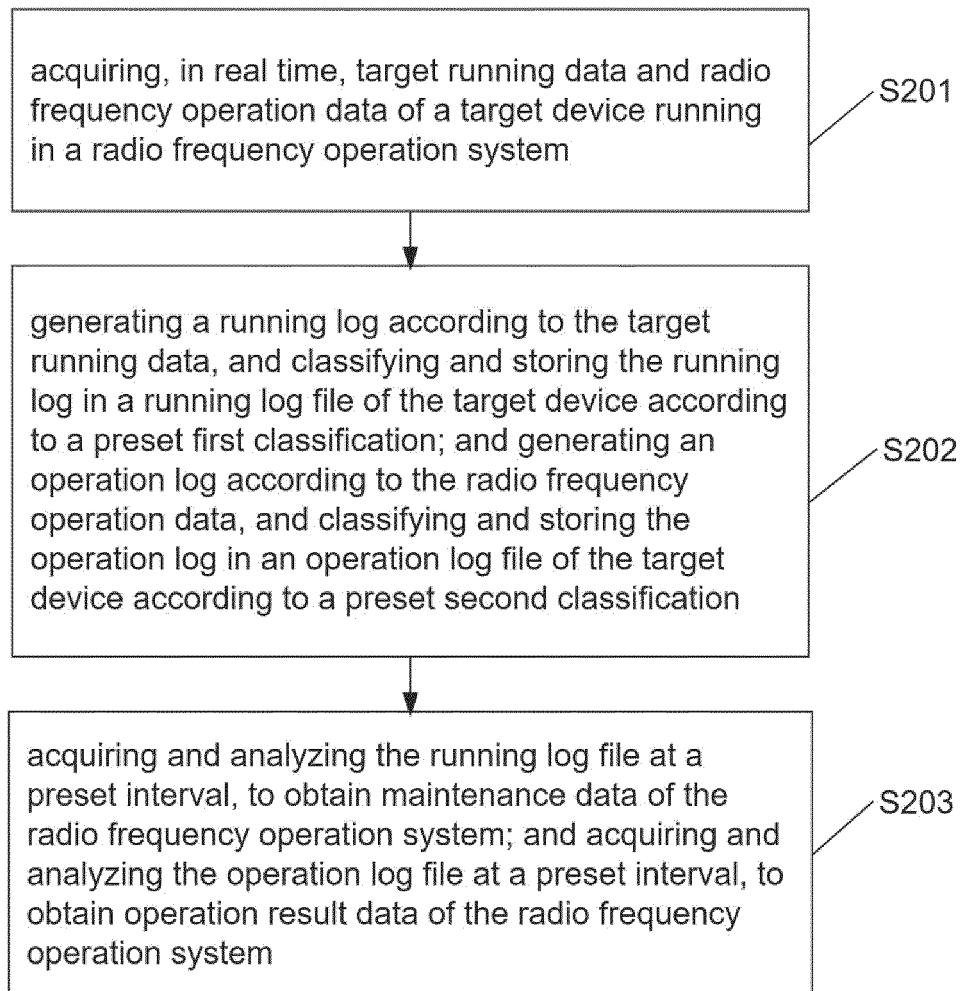 acquiring, in real time, target running data and radio
frequency operation data of a target device running
in a radio frequency operation system
S201
generating a running log according to the target
running data, and classifying and storing the running
log in a running log file of the target device according
to a preset first classification; and generating an
operation log according to the radio frequency
operation data, and classifying and storing the
operation log in an operation log file of the target
device according to a preset second classification
S202
acquiring and analyzing the running log file at a
preset interval, to obtain maintenance data of the
radio frequency operation system; and acquiring and
analyzing the operation log file at a preset interval, to
obtain operation result data of the radio frequency
operation system
S203